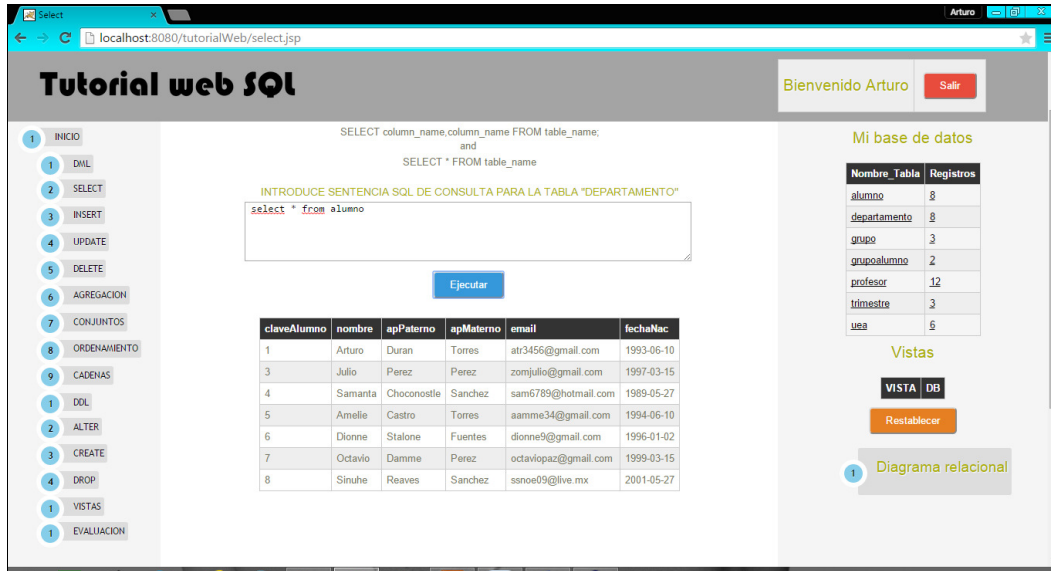 Select
Arturo
localhost:8080/tutorialWeb/select.jsp
Tutorial web SQL
Bienvenido Arturo
Salir
1 INICIO
1 DML
2 SELECT
3 INSERT
4 UPDATE
5 DELETE
6 AGREGACION
7 CONJUNTOS
8 ORDENAMIENTO
9 CADENAS
1 DDL
2 ALTER
3 CREATE
4 DROP
1 VISTAS
1 EVALUACION
SELECT column_name,column_name FROM table_name;
and
SELECT * FROM table_name
INTRODUCE SENTENCIA SQL DE CONSULTA PARA LA TABLA "DEPARTAMENTO"
select * from alumno
Ejecutar
claveAlumno nombre apPaterno apMaterno email fechaNac
1 Arturo Duran Torres atr3456@gmail.com 1993-06-10
3 Julio Perez Perez zomjulio@gmail.com 1997-03-15
4 Samanta Choconostle Sanchez sam6789@hotmail.com 1989-05-27
5 Amelie Castro Torres aamme34@gmail.com 1994-06-10
6 Dionne Stalone Fuentes dionne9@gmail.com 1996-01-02
7 Octavio Damme Perez octaviopaz@gmail.com 1999-03-15
8 Sinuhe Reaves Sanchez ssnoe09@live.mx 2001-05-27
Mi base de datos
Nombre_Tabla Registros
alumno 8
departamento 8
grupo 3
grupoalumno 2
profesor 12
trimestre 3
uea 6
Vistas
VISTA DB
Restablecer
1 Diagrama relacional